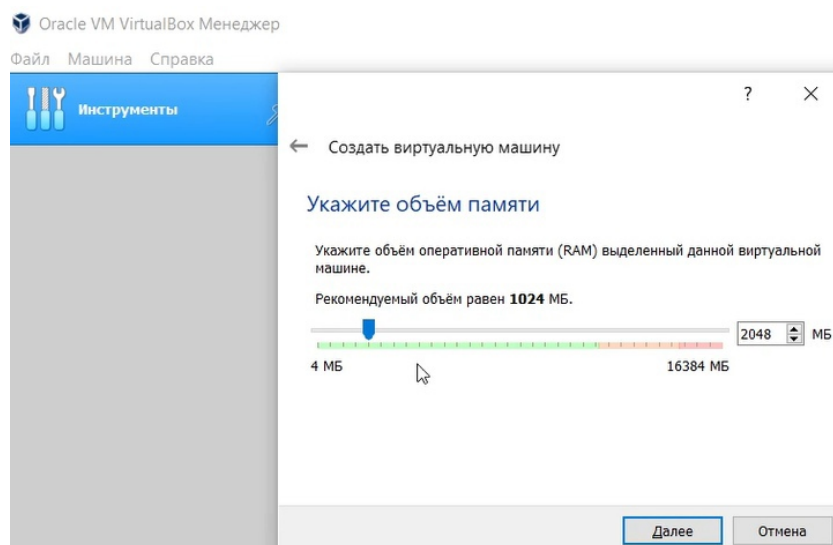 Oracle VM VirtualBox Менеджер
Файл Машина Справка
Инструменты
?
Создать виртуальную машину
Укажите объём памяти
Укажите объём оперативной памяти (RAM) выделенный данной виртуальной
машине.
Рекомендуемый объём равен 1024 МБ.
2048 МБ
4 МБ 16384 МБ
Далее Отмена